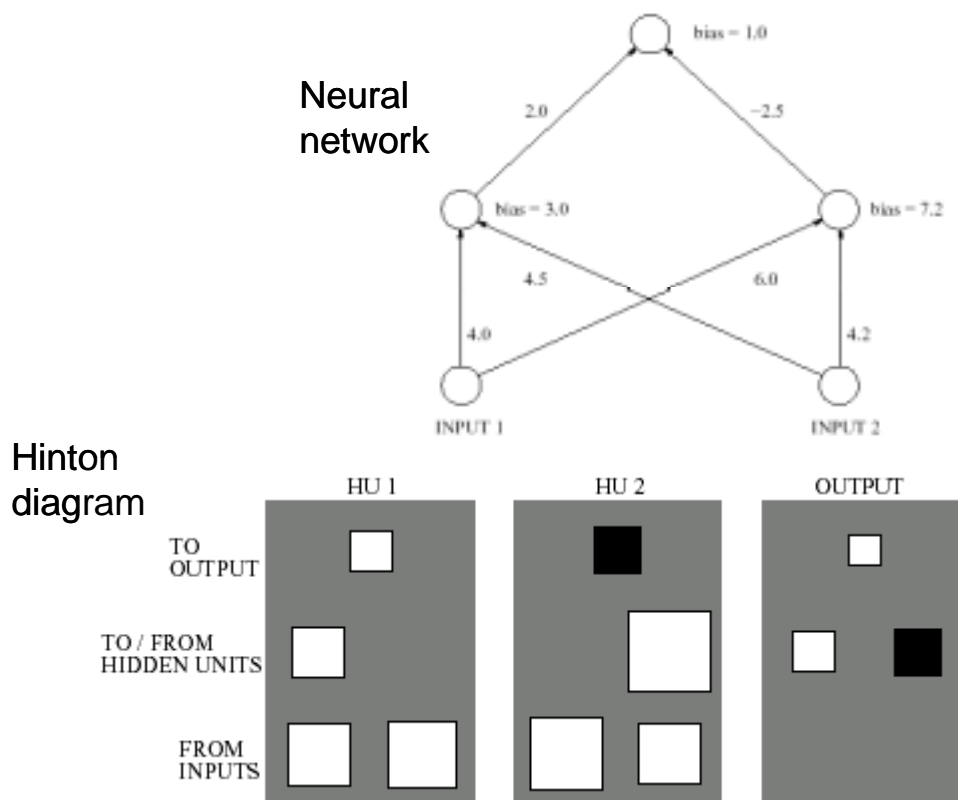 bias = 1.0
Neural
network
2.0
−2.5
bias = 3.0
bias = 7.2
4.5
6.0
4.0
4.2
INPUT 1
INPUT 2
Hinton
diagram
HU 1
HU 2
OUTPUT
TO
OUTPUT
TO / FROM
HIDDEN UNITS
FROM
INPUTS